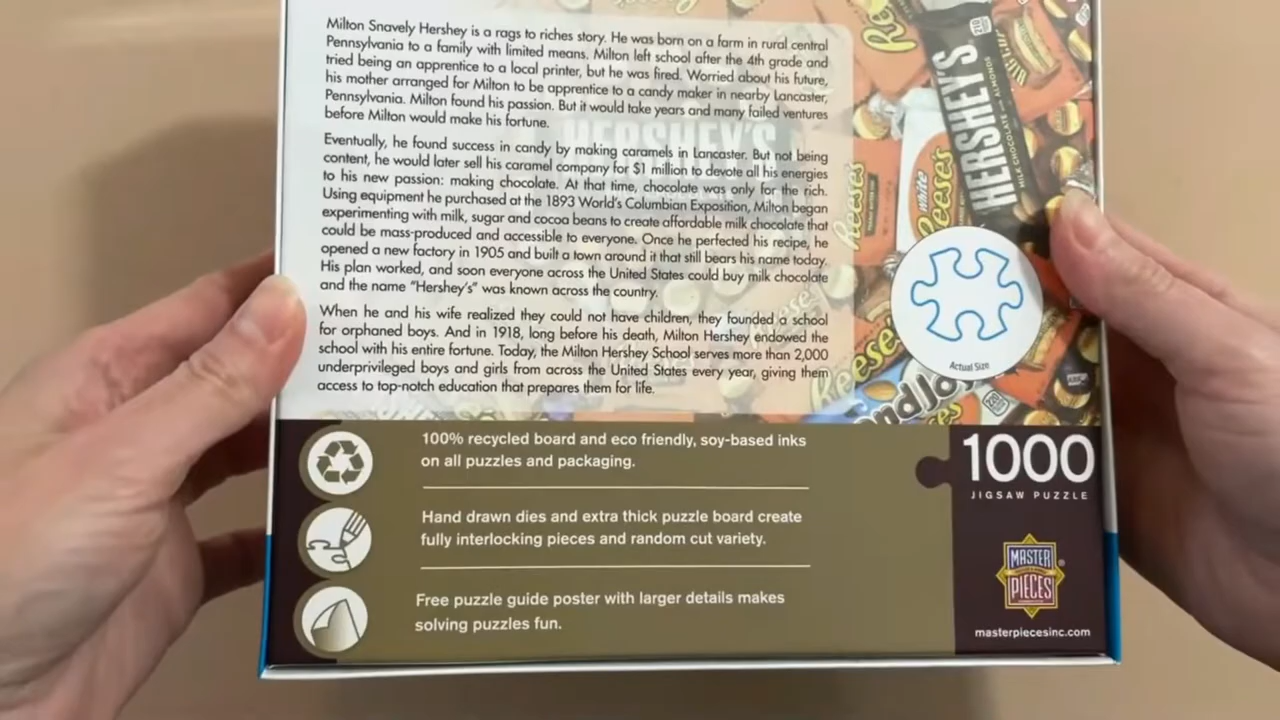 Milton Snavely Hershey is a rags to riches story. He was born on a farm in rural central
Pennsylvania to a family with limited means. Milton left school after the 4th grade and
tried being an apprentice to a local printer, but he was fired. Worried about his future,
his mother arranged for Milton to be apprentice to a candy maker in nearby Lancaster,
Pennsylvania. Milton found his passion. But it would take years and many failed ventures
before Milton would make his fortune.
Eventually, he found success in candy by making caramels in Lancaster. But not being
content, he would later sell his caramel company for $1 million to devote all his energies
to his new passion: making chocolate. At that time, chocolate was only for the rich.
Using equipment he purchased at the 1893 World's Columbian Exposition, Milton began
experimenting with milk, sugar and cocoa beans to create affordable milk chocolate that
could be mass-produced and accessible to everyone. Once he perfected his recipe, he
opened a new factory in 1905 and built a town around it that still bears his name today.
His plan worked, and soon everyone across the United States could buy milk chocolate
and the name "Hershey's" was known across the country.
When he and his wife realized they could not have children, they founded a school
for orphaned boys. And in 1918, long before his death, Milton Hershey endowed the
school with his entire fortune. Today, the Milton Hershey School serves more than 2,000
underprivileged boys and girls from across the United States every year, giving them
access to top-notch education that prepares them for life.
HERSHEY'S
HERSHEY'S
MILK CHOCOLATE with ALMONDS
Reese's
white
Reese's
Reese's
Actual Size
100% recycled board and eco friendly, soy-based inks
on all puzzles and packaging.
Hand drawn dies and extra thick puzzle board create
fully interlocking pieces and random cut variety.
Free puzzle guide poster with larger details makes
solving puzzles fun.
1000
JIGSAW PUZZLE
MASTER
PIECES
®
masterpiecesinc.com